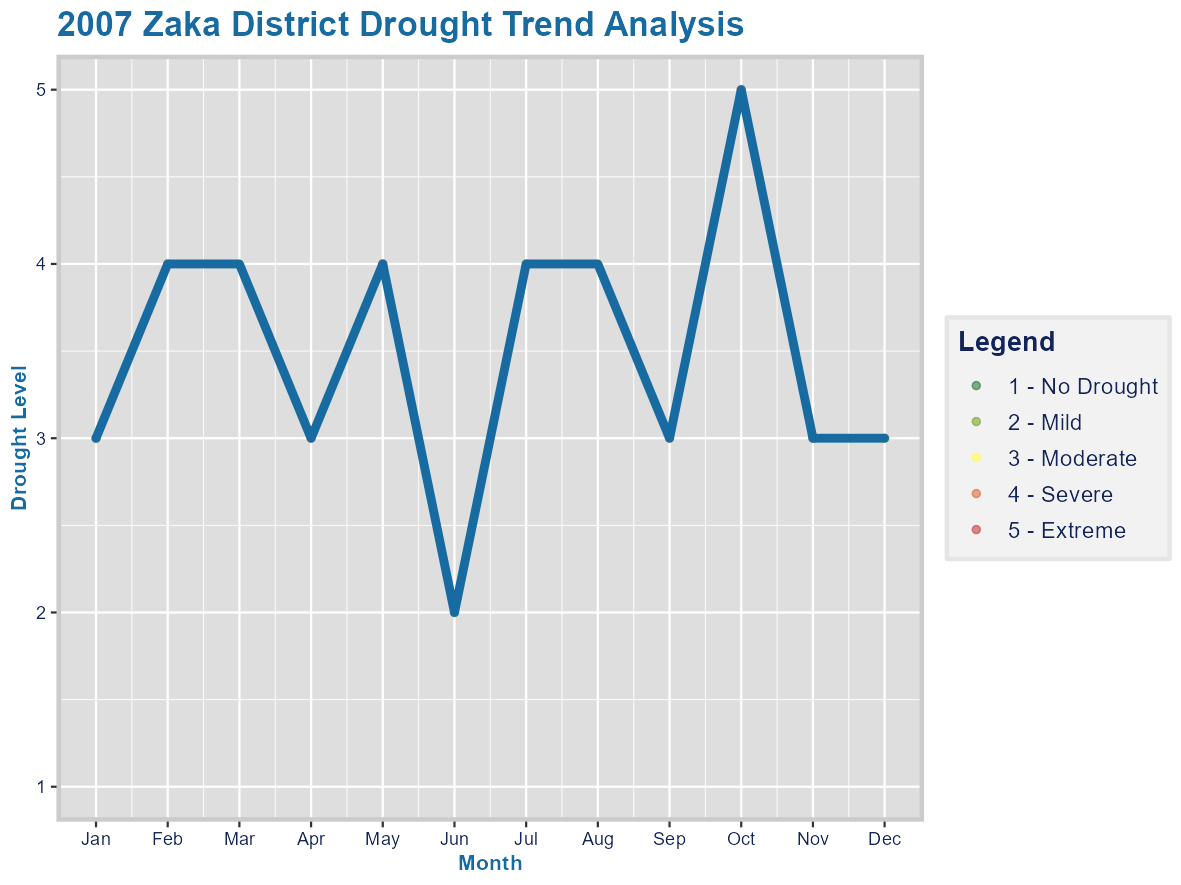 2007 Zaka District Drought Trend Analysis
Drought Level
5
4
3
2
1
Jan Feb Mar Apr May Jun Jul Aug Sep Oct Nov Dec
Month
Legend
1 - No Drought
2 - Mild
3 - Moderate
4 - Severe
5 - Extreme